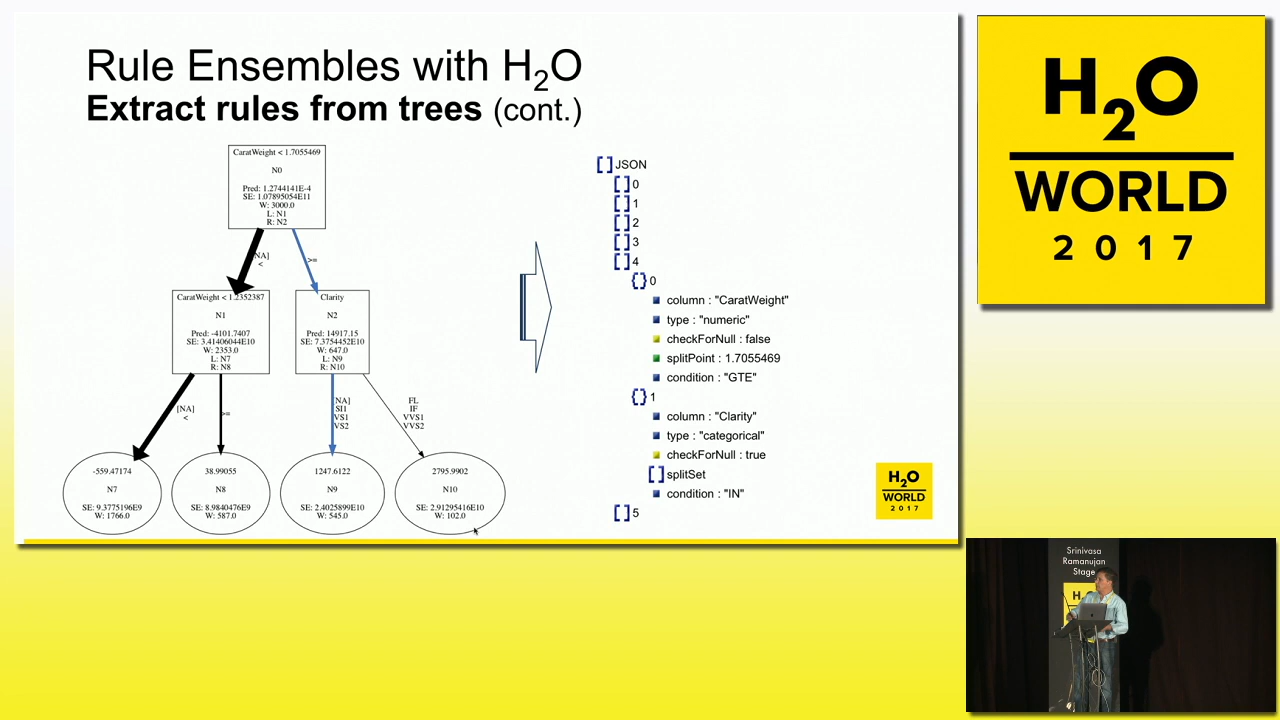 Rule Ensembles with H2O
Extract rules from trees (cont.)
CaratWeight < 1.7055469
N0
Pred: 1.2744141E-4
SE: 1.07895054E11
W: 3000.0
L: N1
R: N2
[NA]
<
>=
CaratWeight < 1.2352387
N1
Pred: -4101.7407
SE: 3.41406044E10
W: 2353.0
L: N7
R: N8
Clarity
N2
Pred: 14917.15
SE: 7.3754452E10
W: 647.0
L: N9
R: N10
[NA]
<
>=
[NA]
SI1
VS1
VS2
FL
IF
VVS1
VVS2
-559.47174
N7
SE: 9.3775196E9
W: 1766.0
38.99055
N8
SE: 8.9840476E9
W: 587.0
1247.6122
N9
SE: 2.4025899E10
W: 545.0
2795.9902
N10
SE: 2.91295416E10
W: 102.0
[ ] JSON
[ ] 0
[ ] 1
[ ] 2
[ ] 3
[ ] 4
{ } 0
column : "CaratWeight"
type : "numeric"
checkForNull : false
splitPoint : 1.7055469
condition : "GTE"
{ } 1
column : "Clarity"
type : "categorical"
checkForNull : true
[ ] splitSet
condition : "IN"
[ ] 5
H2O
WORLD
2017
H2O
WORLD
2017
Srinivasa
Ramanujan
Stage